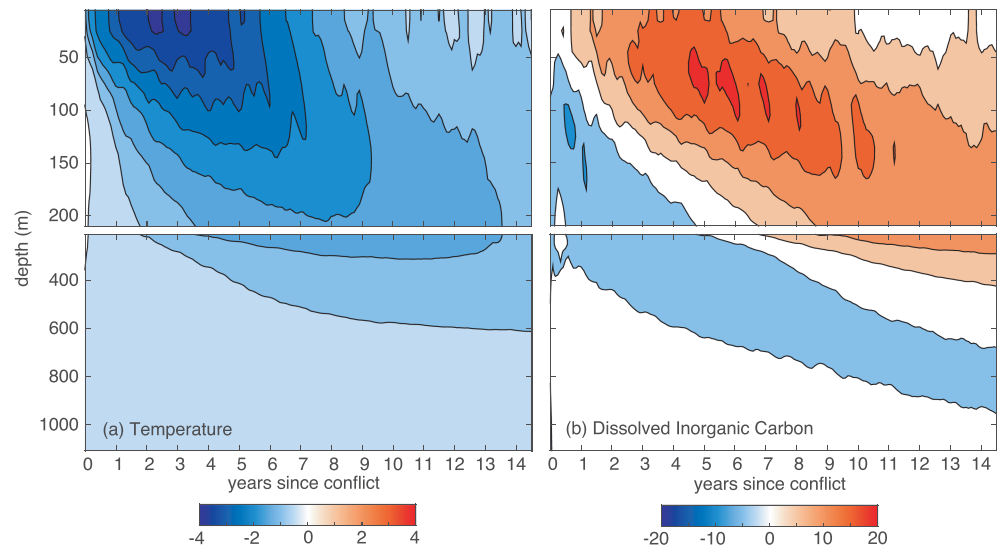 50
100
150
200
depth (m)
400
600
800
1000
(a) Temperature
(b) Dissolved Inorganic Carbon
0 1 2 3 4 5 6 7 8 9 10 11 12 13 14
0 1 2 3 4 5 6 7 8 9 10 11 12 13 14
years since conflict
years since conflict
-4 -2 0 2 4
-20 -10 0 10 20